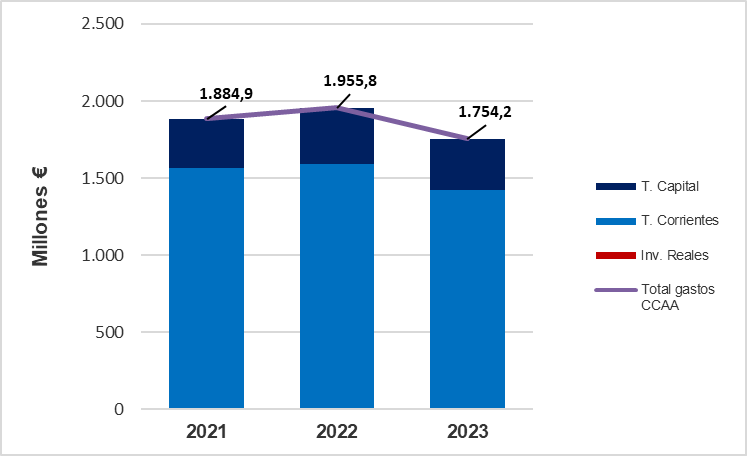 2.500
2.000
1.500
1.000
500
0
Millones €
1.884,9
1.955,8
1.754,2
2021
2022
2023
T. Capital
T. Corrientes
Inv. Reales
Total gastos
CCAA